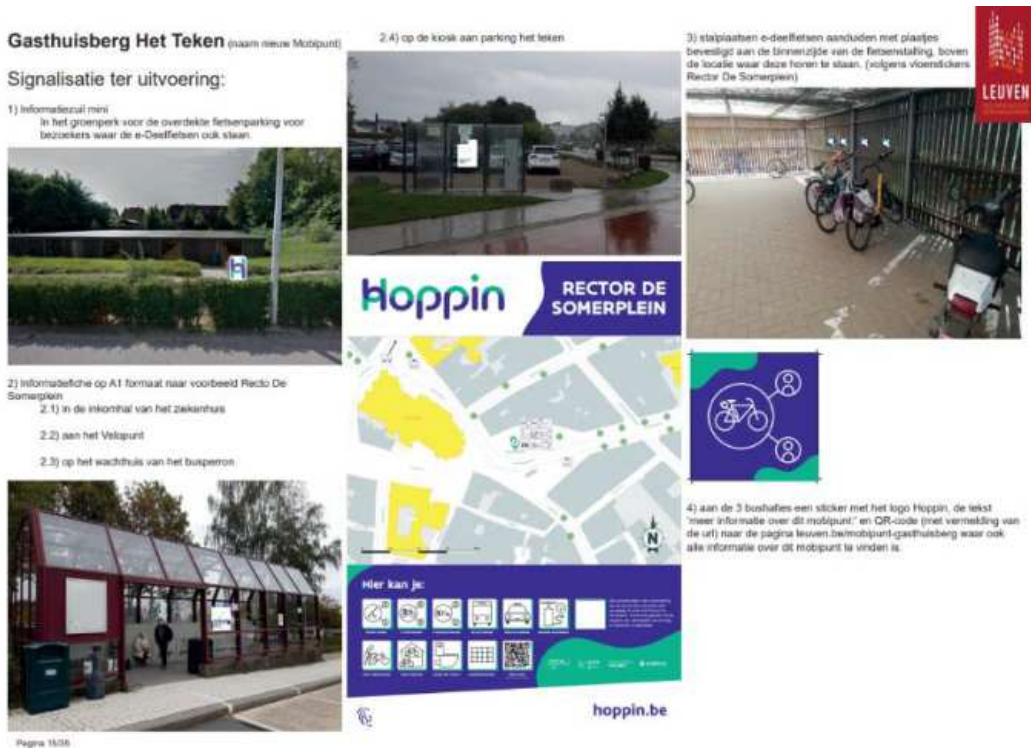 Gasthuisberg Het Teken (naam nieuw Mobipunt)
Signalisatie ter uitvoering:
1) Informatiezuil mini
In het groenperk voor de overdekte fietsenparking voor
bezoekers waar de e-Deelfietsen ook staan.
2) Informatiefiche op A1 formaat naar voorbeeld Recto De
Somerplein
2.1) in de inkomhal van het ziekenhuis
2.2) aan het Velopunt
2.3) op het wachthuis van het busperron
Pagina 15/35
2.4) op de kiosk aan parking het teken
Hoppin
RECTOR DE
SOMERPLEIN
N
Hier kan je:
hoppin.be
3) stalplaatsen e-deelfietsen aanduiden met plaatjes
bevestigd aan de binnenzijde van de fietsenstalling, boven
de locatie waar deze horen te staan. (volgens vloerstickers
Rector De Somerplein)
LEUVEN
4) aan de 3 bushaltes een sticker met het logo Hoppin, de tekst
'meer informatie over dit mobipunt:' en QR-code (met vermelding van
de url) naar de pagina leuven.be/mobipunt-gasthuisberg waar ook
alle informatie over dit mobipunt te vinden is.